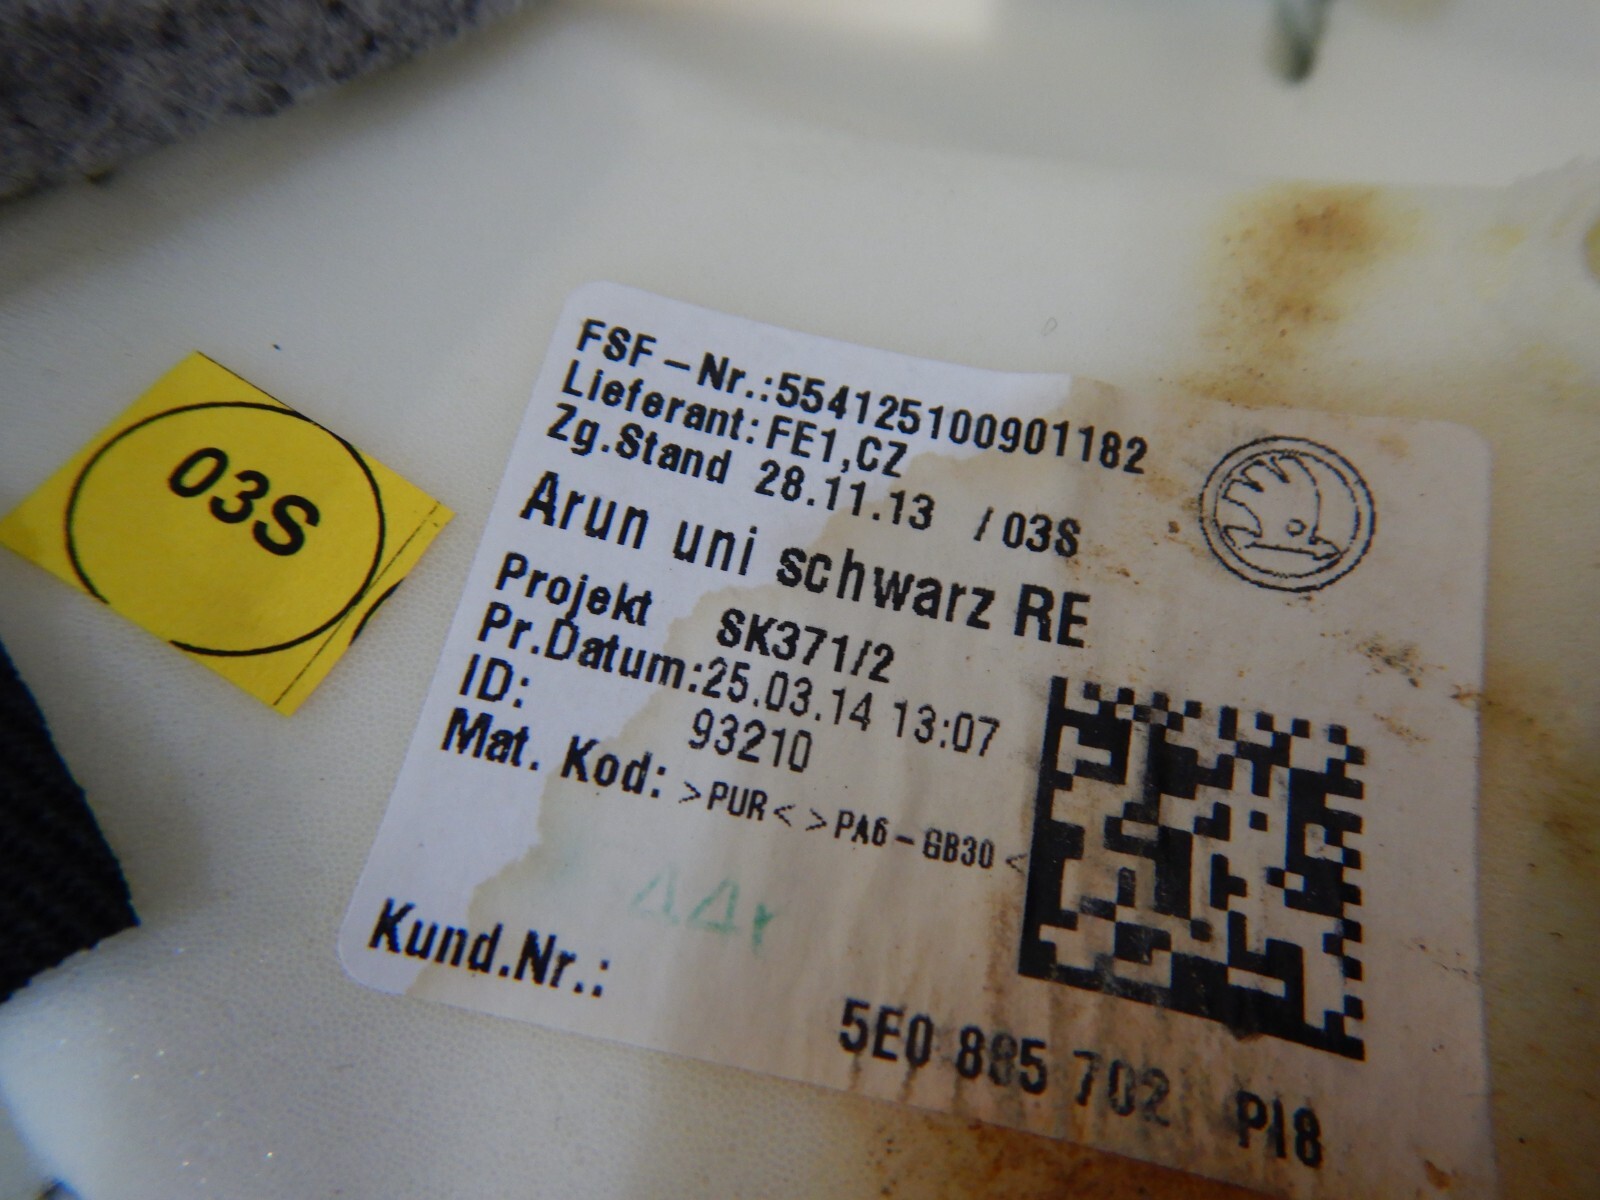 03S
FSF-Nr.:554125100901182
Lieferant: FE1,CZ
Zg.Stand 28.11.13 /03S
Arun uni schwarz RE
Projekt SK371/2
Pr.Datum:25.03.14 13:07
ID: 93210
Mat. Kod: >PUR< >PA6-GB30 <
Kund.Nr.:
5E0 885 702 PI8